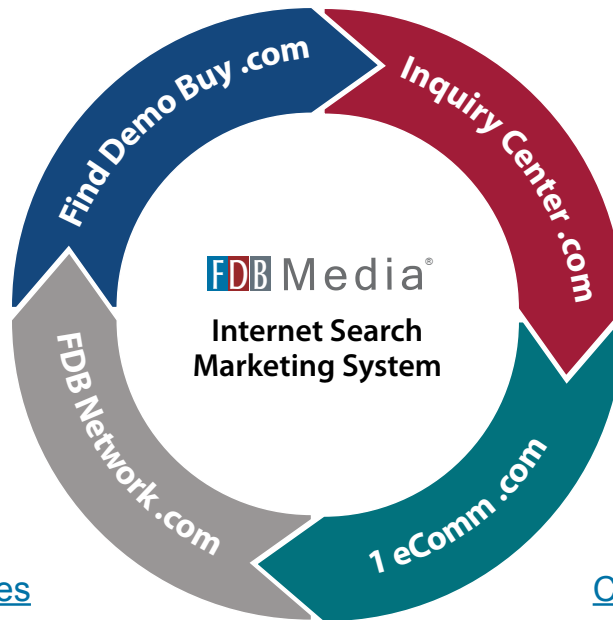 Find Demo Buy .com
Inquiry Center .com
FDB Media®
Internet Search
Marketing System
FDB Network .com
1 eComm .com
es
C